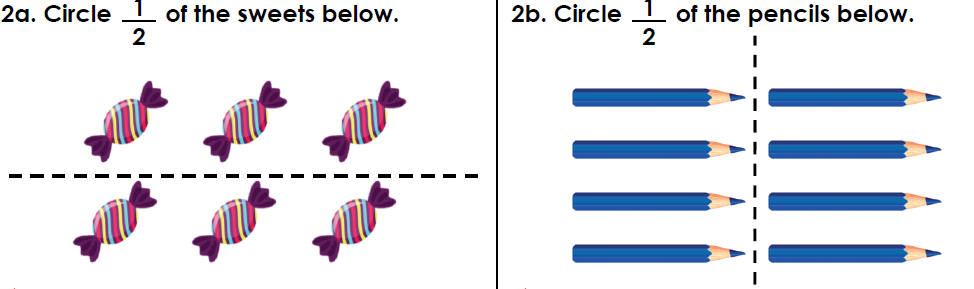 2a. Circle 1/2 of the sweets below.
2b. Circle 1/2 of the pencils below.